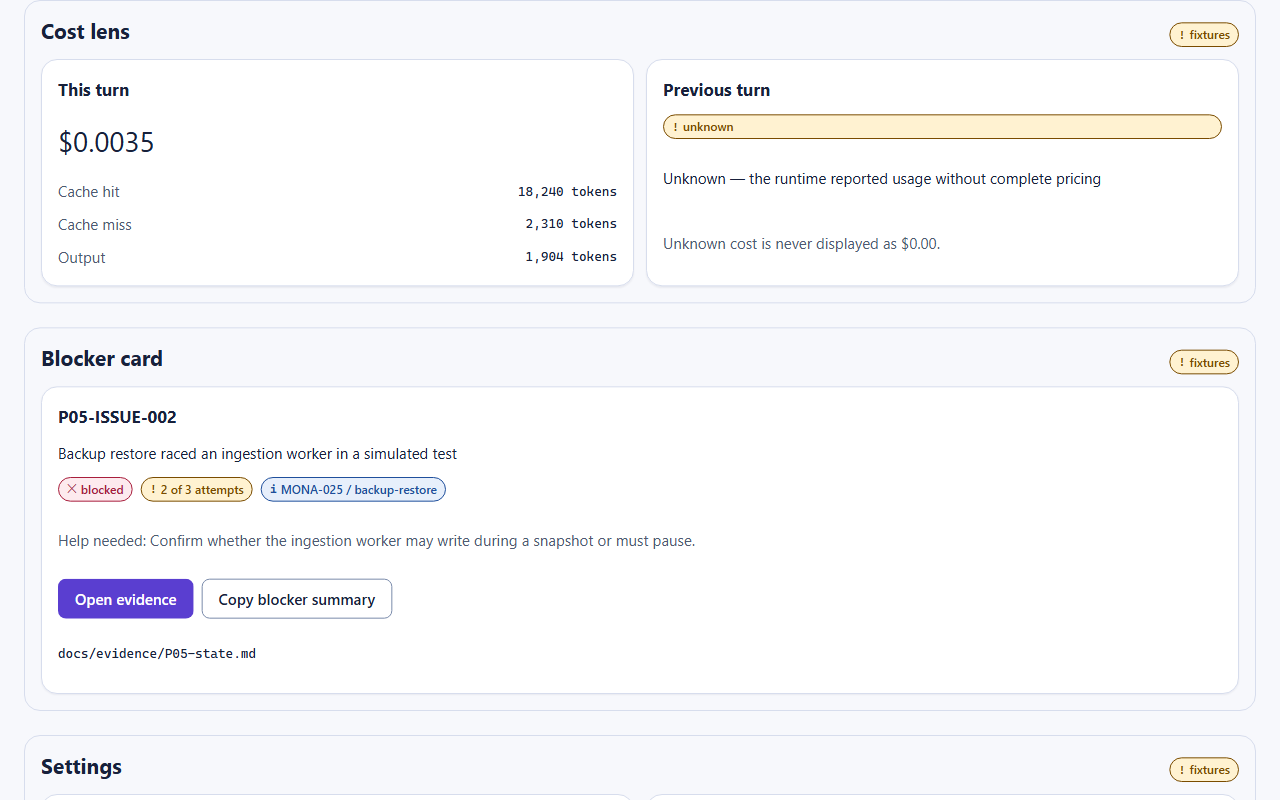 Cost lens
! fixtures
This turn
$0.0035
Cache hit 18,240 tokens
Cache miss 2,310 tokens
Output 1,904 tokens
Previous turn
! unknown
Unknown — the runtime reported usage without complete pricing
Unknown cost is never displayed as $0.00.
Blocker card
! fixtures
P05-ISSUE-002
Backup restore raced an ingestion worker in a simulated test
× blocked ! 2 of 3 attempts i MONA-025 / backup-restore
Help needed: Confirm whether the ingestion worker may write during a snapshot or must pause.
Open evidence Copy blocker summary
docs/evidence/P05-state.md
Settings
! fixtures